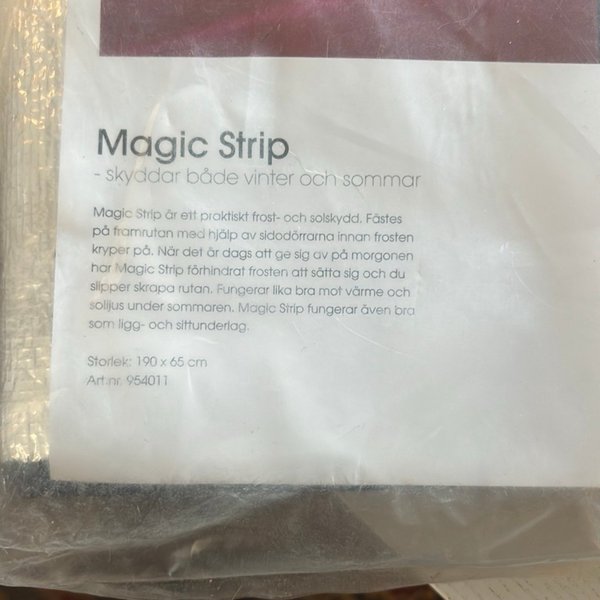 Magic Strip
- skyddar både vinter och sommar
Magic Strip är ett praktiskt frost- och solskydd. Fästes
på framrutan med hjälp av sidodörrarna innan frosten
kryper på. När det är dags att ge sig av på morgonen
har Magic Strip förhindrat frosten att sätta sig och du
slipper skrapa rutan. Fungerar lika bra mot värme och
solljus under sommaren. Magic Strip fungerar även bra
som ligg- och sittunderlag.
Storlek: 190 x 65 cm
Art.nr. 954011